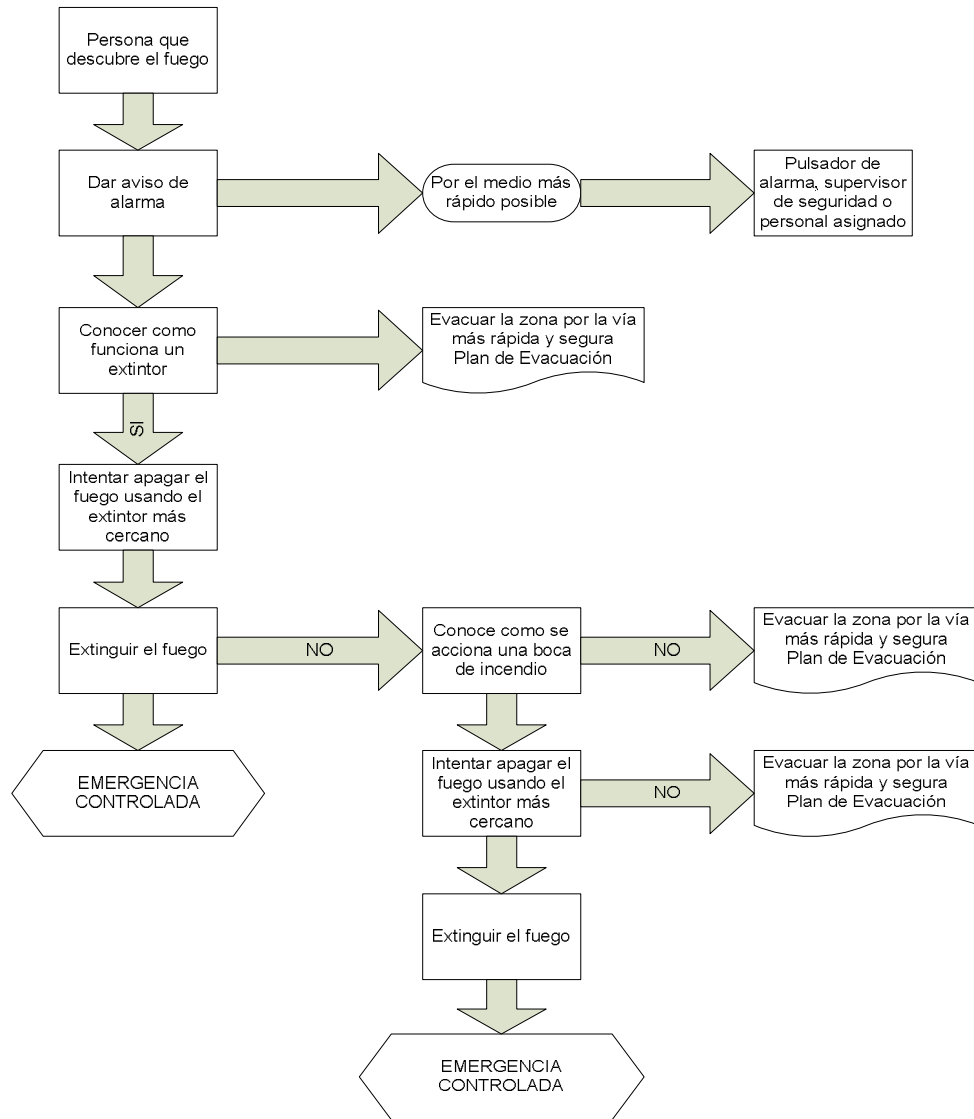 Persona que
descubre el fuego
Dar aviso de
alarma
Por el medio más
rápido posible
Pulsador de
alarma, supervisor
de seguridad o
personal asignado
Conocer como
funciona un
extintor
Evacuar la zona por la vía
más rápida y segura
Plan de Evacuación
SI
Intentar apagar el
fuego usando el
extintor más
cercano
Extinguir el fuego
NO
Conoce como se
acciona una boca
de incendio
NO
Evacuar la zona por la vía
más rápida y segura
Plan de Evacuación
EMERGENCIA
CONTROLADA
Intentar apagar el
fuego usando el
extintor más
cercano
NO
Evacuar la zona por la vía
más rápida y segura
Plan de Evacuación
Extinguir el fuego
EMERGENCIA
CONTROLADA